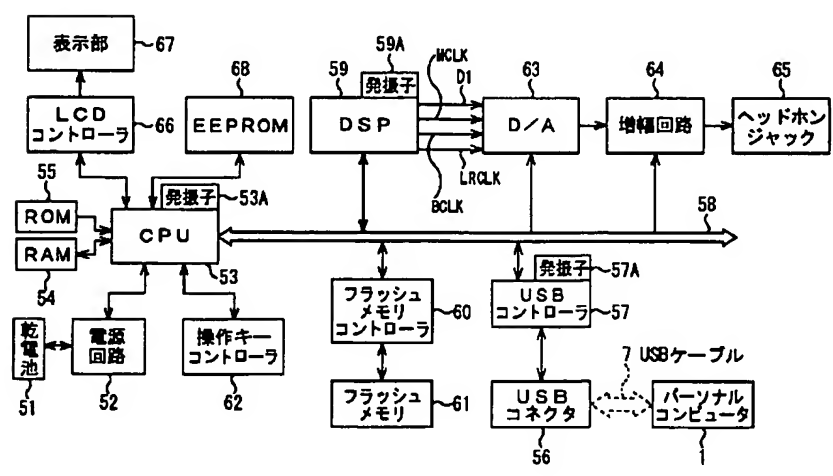 表示部
67
LCD
コントローラ
66
68
EEPROM
59
59A
発振子
DSP
MCLK
D1
BCLK
LRCLK
63
D/A
64
増幅回路
65
ヘッドホン
ジャック
55
ROM
RAM
54
発振子
53A
CPU
53
58
乾電池
51
電源
回路
52
操作キー
コントローラ
62
フラッシュ
メモリ
コントローラ
60
フラッシュ
メモリ
61
発振子
57A
USB
コントローラ
57
USB
コネクタ
56
7 USBケーブル
パーソナル
コンピュータ
1